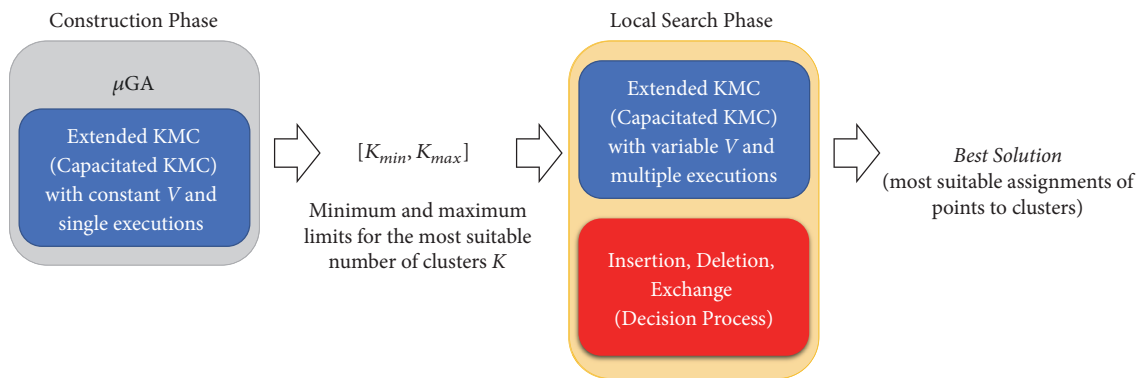 Construction Phase
μGA
Extended KMC
(Capacitated KMC)
with constant V and
single executions
[Kmin, Kmax]
Minimum and maximum
limits for the most suitable
number of clusters K
Local Search Phase
Extended KMC
(Capacitated KMC)
with variable V and
multiple executions
Insertion, Deletion,
Exchange
(Decision Process)
Best Solution
(most suitable assignments of
points to clusters)